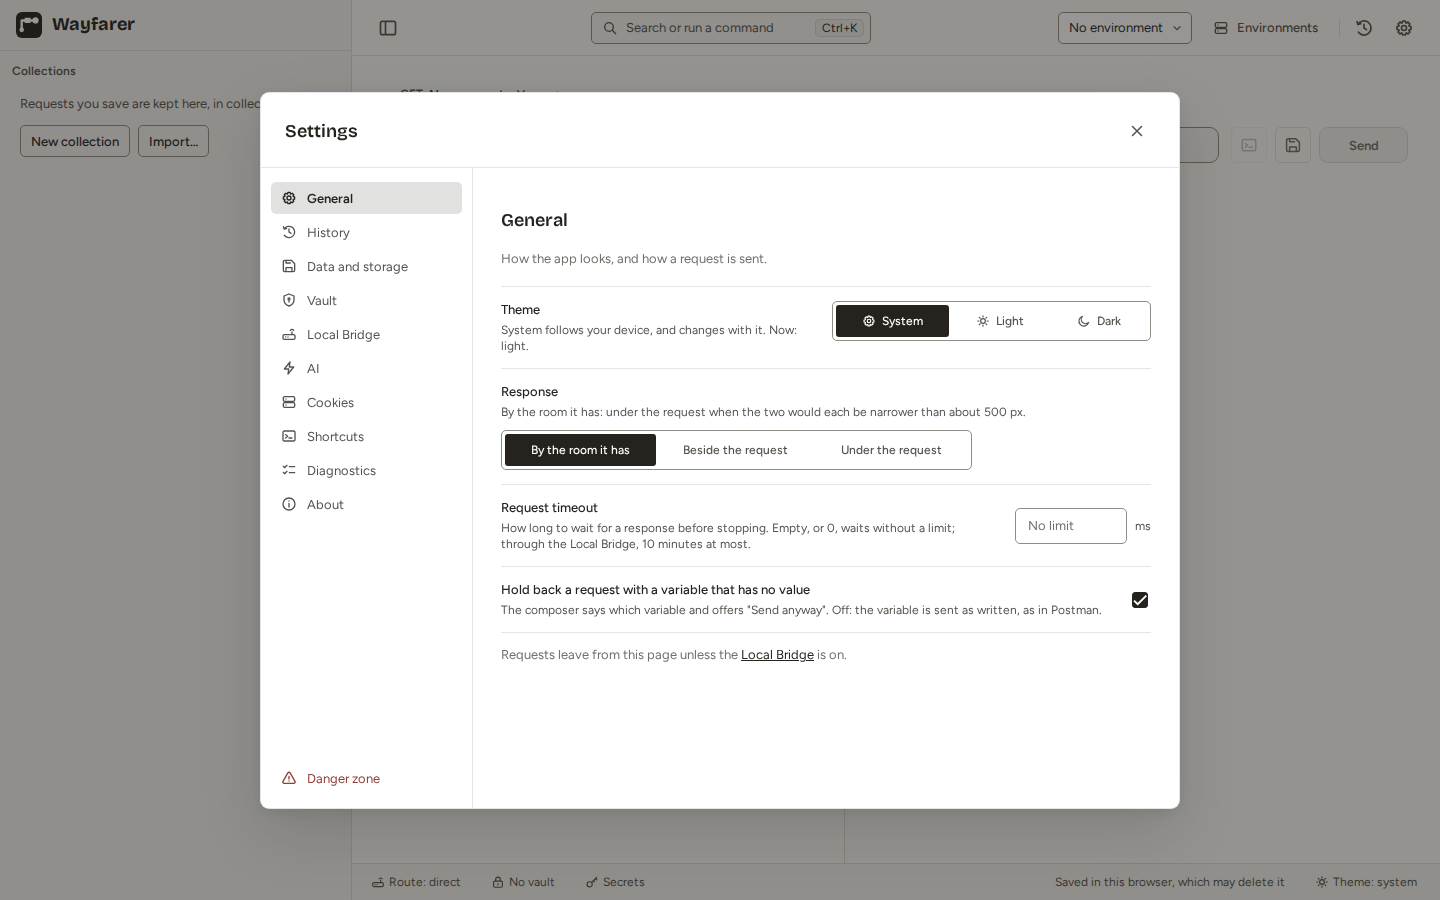 Wayfarer
Search or run a command
Ctrl+K
No environment
Environments
Collections
Requests you save are kept here, in collec
New collection
Import...
Send
Settings
General
History
Data and storage
Vault
Local Bridge
AI
Cookies
Shortcuts
Diagnostics
About
Danger zone
General
How the app looks, and how a request is sent.
Theme
System follows your device, and changes with it. Now:
light.
System
Light
Dark
Response
By the room it has: under the request when the two would each be narrower than about 500 px.
By the room it has
Beside the request
Under the request
Request timeout
How long to wait for a response before stopping. Empty, or 0, waits without a limit;
through the Local Bridge, 10 minutes at most.
No limit
ms
Hold back a request with a variable that has no value
The composer says which variable and offers "Send anyway". Off: the variable is sent as written, as in Postman.
Requests leave from this page unless the Local Bridge is on.
Route: direct
No vault
Secrets
Saved in this browser, which may delete it
Theme: system